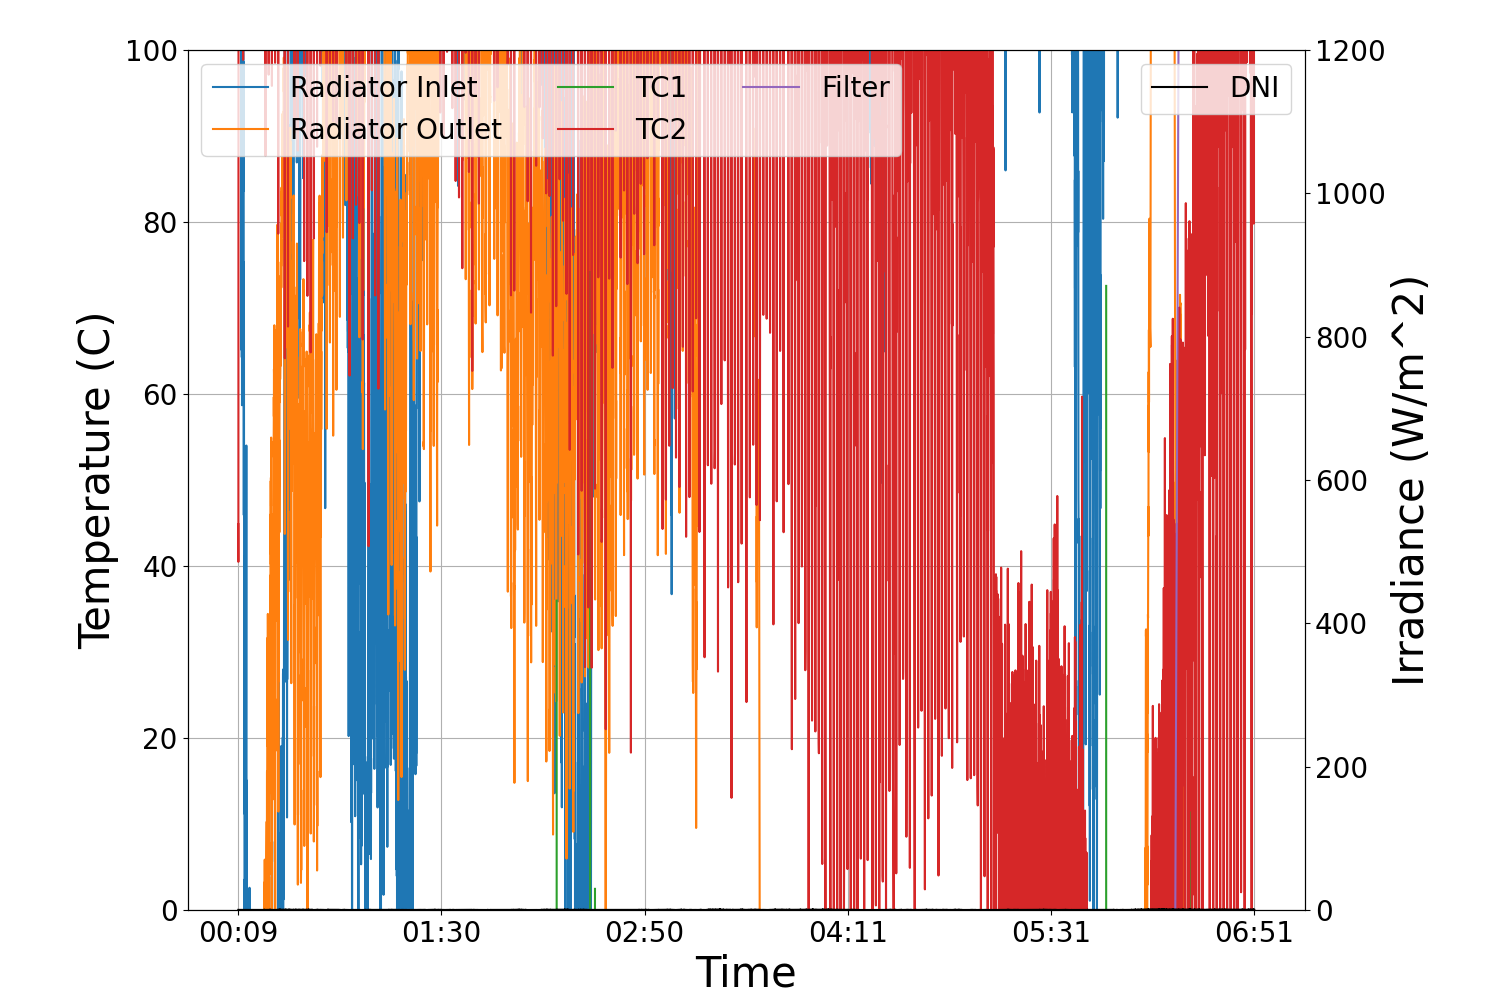 Radiator Inlet
Radiator Outlet
TC1
TC2
Filter
DNI
Temperature (C)
100
80
60
40
20
0
1200
1000
800
600
400
200
0
Irradiance (W/m^2)
00:09 01:30 02:50 04:11 05:31 06:51
Time